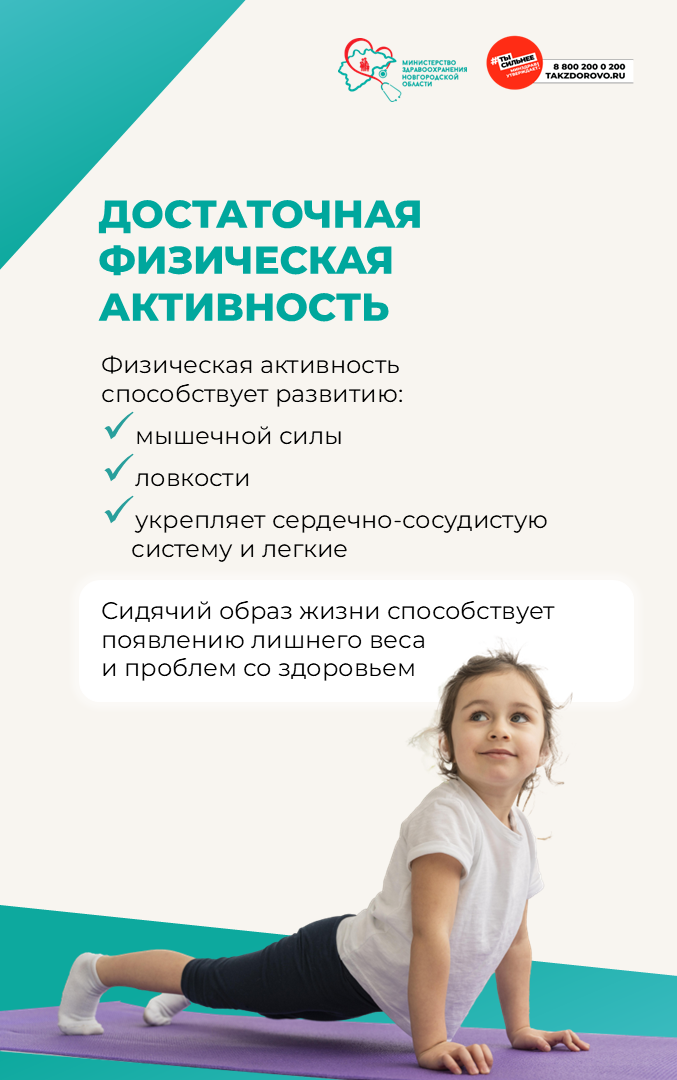 МИНИСТЕРСТВО
ЗДРАВООХРАНЕНИЯ
НОВГОРОДСКОЙ
ОБЛАСТИ
#ТЫ
СИЛЬНЕЕ
МИНЗДРАВ
УТВЕРЖДАЕТ!
8 800 200 0 200
TAKZDOROVO.RU
ДОСТАТОЧНАЯ
ФИЗИЧЕСКАЯ
АКТИВНОСТЬ
Физическая активность
способствует развитию:
мышечной силы
ловкости
укрепляет сердечно-сосудистую
систему и легкие
Сидячий образ жизни способствует
появлению лишнего веса
и проблем со здоровьем